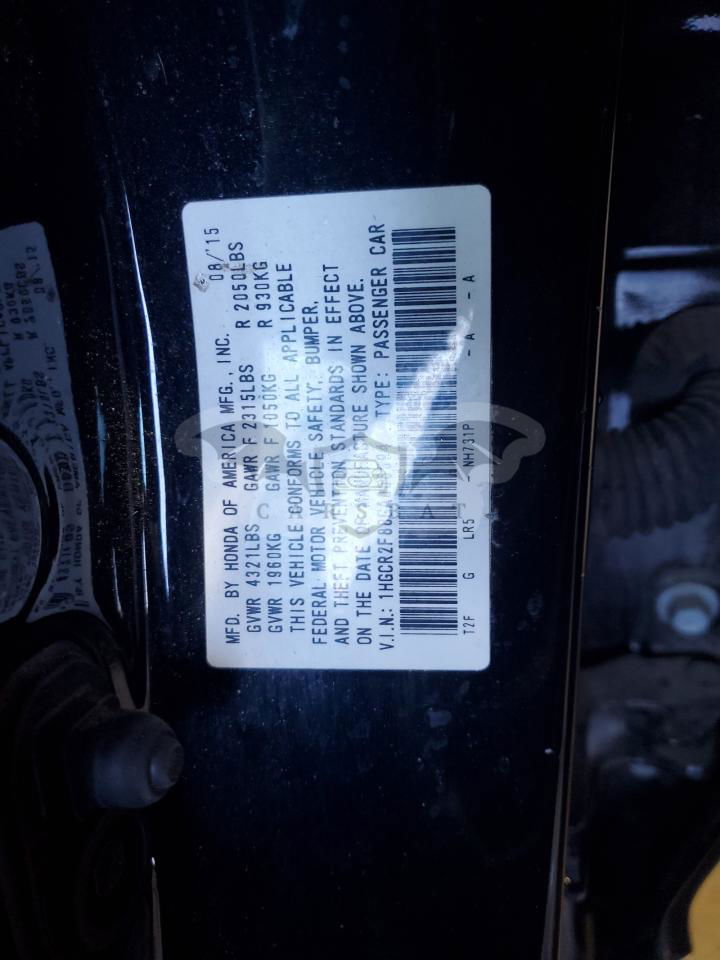 MFD. BY HONDA OF AMERICA MFG., INC. 08/15
GVWR 4321LBS GAWR F 2315LBS R 2050LBS
GVWR 1960KG GAWR F 1050KG R 930KG
THIS VEHICLE CONFORMS TO ALL APPLICABLE
FEDERAL MOTOR VEHICLE SAFETY, BUMPER,
AND THEFT PREVENTION STANDARDS IN EFFECT
ON THE DATE OF MANUFACTURE SHOWN ABOVE.
V.I.N.: TYPE: PASSENGER CAR
T2F G LR5 NH731P - A - A